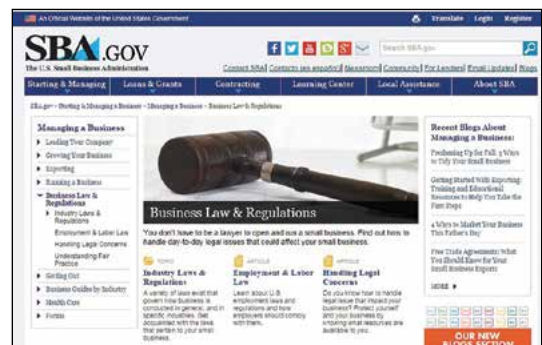 An Official Website of the United States Government
Translate Login Register
SBA.GOV
The U.S. Small Business Administration
Search SBA.gov
Contact SBA| Contacts (en español)| Newsroom| Community| For Lenders| Email Updates| Blogs
Starting & Managing
Loans & Grants
Contracting
Learning Center
Local Assistance
About SBA
SBA.gov » Starting & Managing a Business » Managing a Business » Business Law & Regulations
Managing a Business
Leading Your Company
Growing Your Business
Exporting
Running a Business
Business Law & Regulations
Industry Laws & Regulations
Employment & Labor Law
Handling Legal Concerns
Understanding Fair Practice
Getting Out
Business Guides by Industry
Health Care
Forms
Business Law & Regulations
You don't have to be a lawyer to open and run a small business. Find out how to
handle day-to-day legal issues that could affect your small business.
TOPIC
Industry Laws &
Regulations
A variety of laws exist that
govern how business is
conducted in general, and in
specific industries. Get
acquainted with the laws
that pertain to your small
business.
ARTICLE
Employment & Labor
Law
Learn about U.S.
employment laws and
regulations and how
employers should comply
with them.
ARTICLE
Handling Legal
Concerns
Do you know how to handle
legal issue that impact your
business? Protect yourself
and your business by
knowing what resources are
available to you.
Recent Blogs About
Managing a Business:
Freshening Up for Fall: 5 Ways
to Tidy Your Small Business
Getting Started With Exporting:
Training and Educational
Resources to Help You Take the
First Steps
4 Ways to Market Your Business
This Father's Day
Free Trade Agreements: What
You Should Know for Your
Small Business Exports
MORE
OUR NEW
BLOGS SECTION